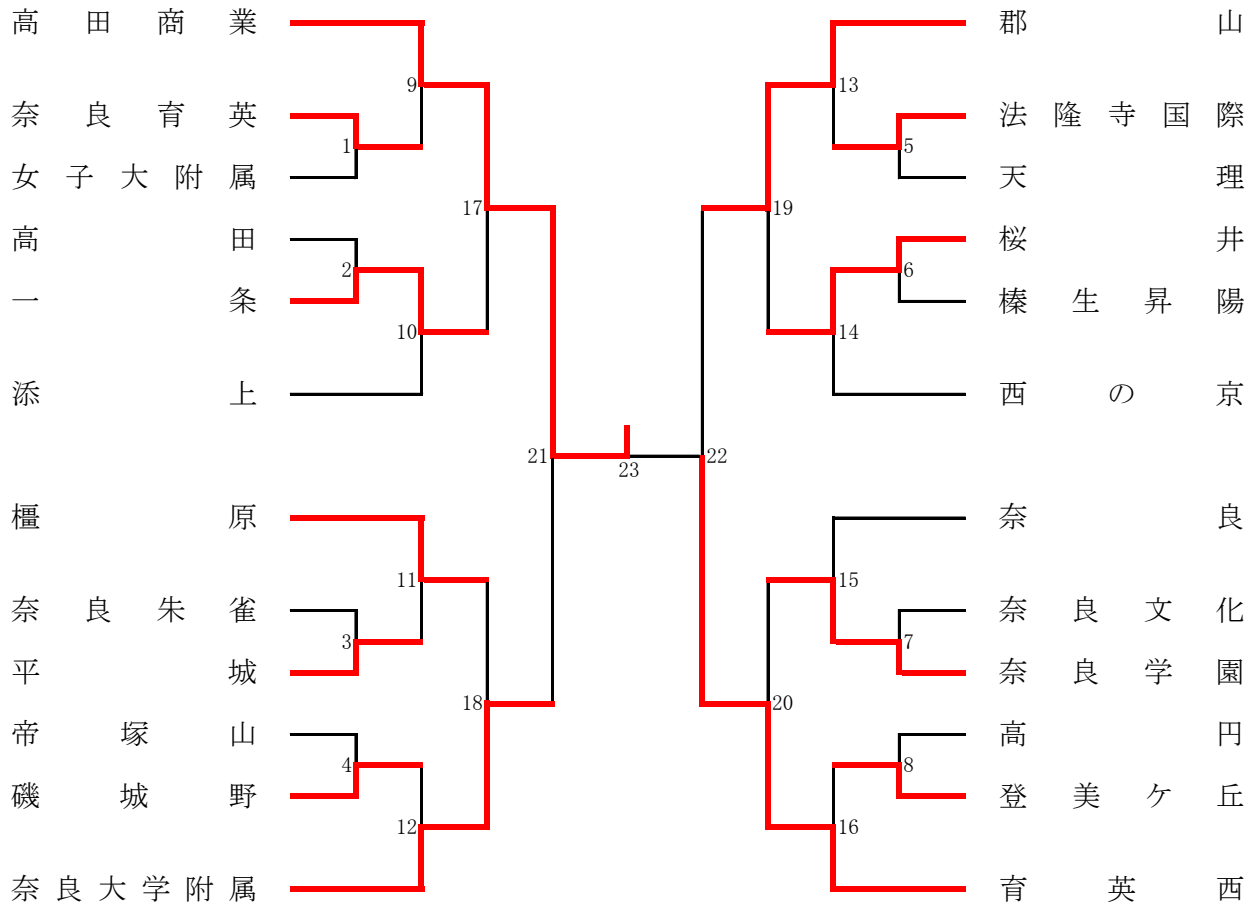 高田商業
郡山
9
13
奈良育英
法隆寺国際
1
5
女子大附属
天理
17
19
高田
桜井
2
6
一条
榛生昇陽
10
14
添上
西の京
21
23
22
橿原
奈良
11
15
奈良朱雀
奈良文化
3
7
平城
奈良学園
18
20
帝塚山
高円
4
8
磯城野
登美ケ丘
12
16
奈良大学附属
育英西